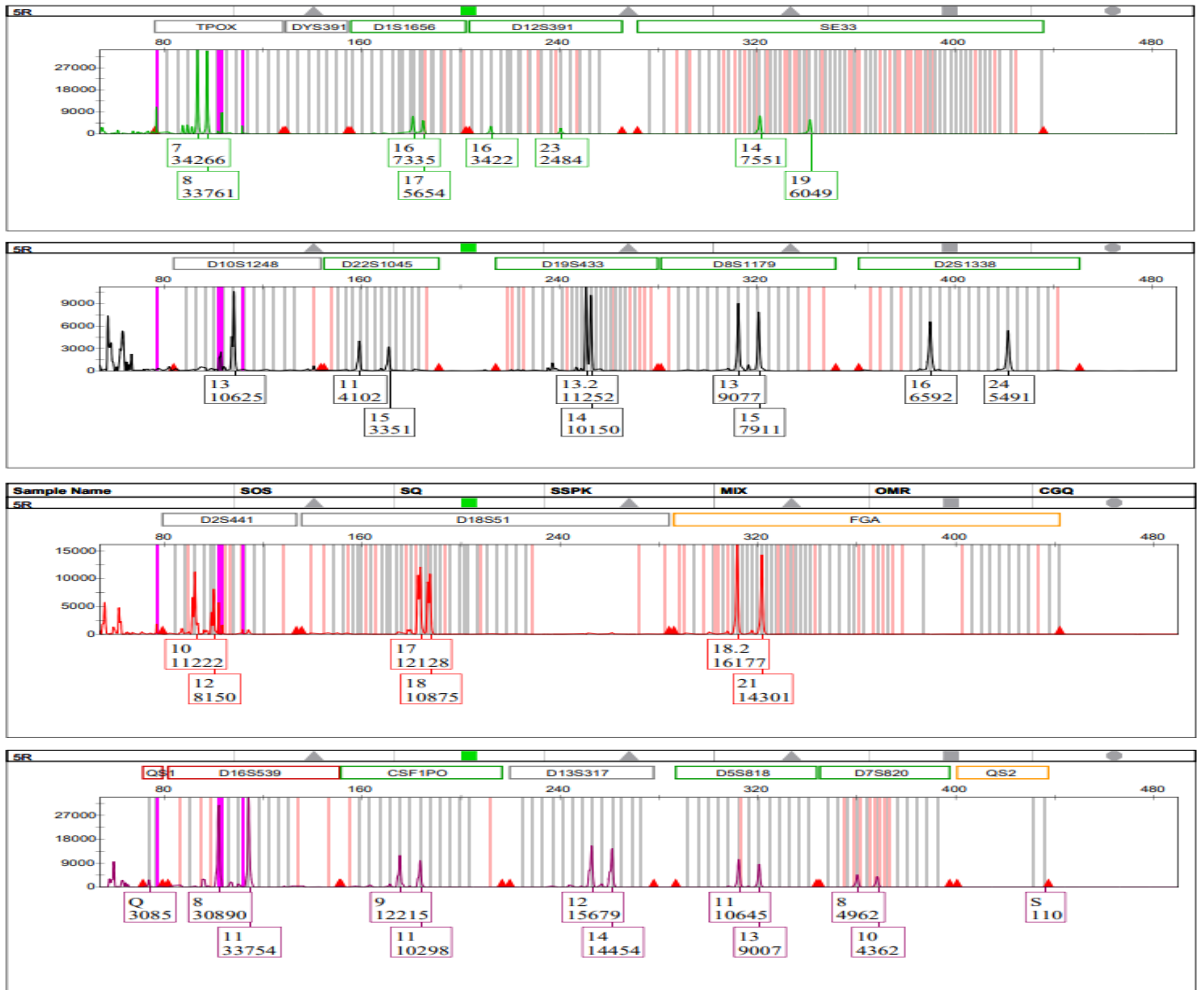 TPOX DYS391 D1S1656 D12S391 SE33
80 160 240 320 400 480
27000
18000
9000
0
7 16 16 23 14
34266 7335 3422 2484 7551
8 17 19
33761 5654 6049
5R
D10S1248 D22S1045 D19S433 D8S1179 D2S1338
80 160 240 320 400 480
9000
6000
3000
0
13 11 13.2 13 16 24
10625 4102 11252 9077 6592 5491
15 14 15
3351 10150 7911
Sample Name SOS SQ SSPK MIX OMR CGQ
5R
D2S441 D18S51 FGA
80 160 240 320 400 480
15000
10000
5000
0
10 17 18.2
11222 12128 16177
12 18 21
8150 10875 14301
5R
QS1 D16S539 CSF1PO D13S317 D5S818 D7S820 QS2
80 160 240 320 400 480
27000
18000
9000
0
Q 8 9 12 11 8 S
3085 30890 12215 15679 10645 4962 110
11 11 14 13 10
33754 10298 14454 9007 4362